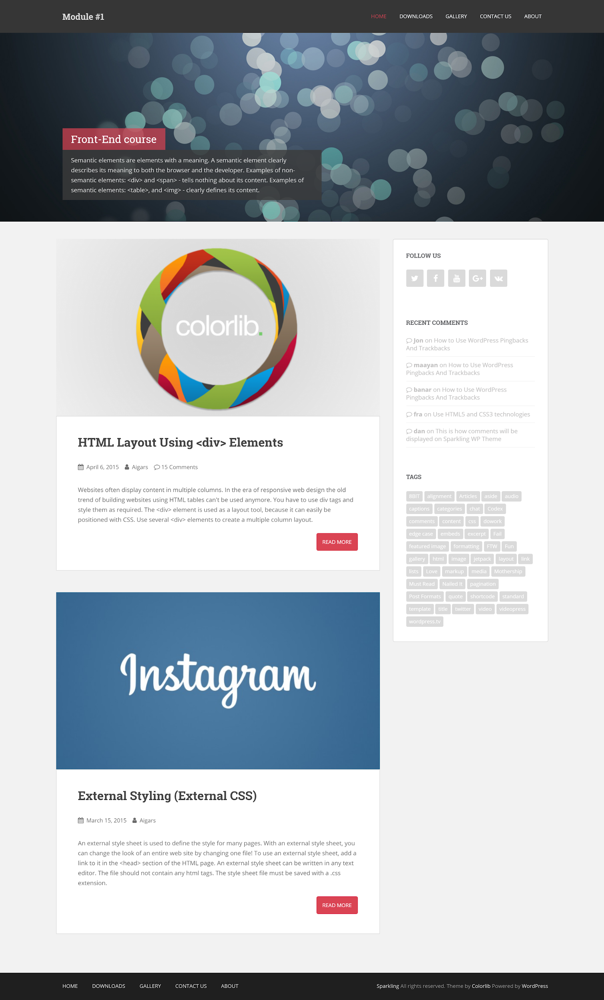 Module #1
HOME DOWNLOADS GALLERY CONTACT US ABOUT
Front-End course
Semantic elements are elements with a meaning. A semantic element clearly
describes its meaning to both the browser and the developer. Examples of non-
semantic elements: <div> and <span> - tells nothing about its content. Examples of
semantic elements: <table>, and <img> - clearly defines its content.
colorlib.
HTML Layout Using <div> Elements
April 6, 2015 Aigars 15 Comments
Websites often display content in multiple columns. In the era of responsive web design the old
trend of building websites using HTML tables can't be used anymore. You have to use div tags and
style them as required. The <div> element is used as a layout tool, because it can easily be
positioned with CSS. Use several <div> elements to create a multiple column layout.
READ MORE
Instagram
External Styling (External CSS)
March 15, 2015 Aigars
An external style sheet is used to define the style for many pages. With an external style sheet, you
can change the look of an entire web site by changing one file! To use an external style sheet, add a
link to it in the <head> section of the HTML page. An external style sheet can be written in any text
editor. The file should not contain any html tags. The style sheet file must be saved with a .css
extension.
READ MORE
FOLLOW US
You Tube G+
RECENT COMMENTS
Jon on How to Use WordPress Pingbacks
And Trackbacks
maayan on How to Use WordPress
Pingbacks And Trackbacks
banar on How to Use WordPress
Pingbacks And Trackbacks
fra on Use HTML5 and CSS3 technologies
dan on This is how comments will be
displayed on Sparkling WP Theme
TAGS
8BIT alignment Articles aside audio
captions categories chat Codex
comments content css dowork
edge case embeds excerpt Fail
featured image formatting FTW Fun
gallery html image jetpack layout link
lists Love markup media Mothership
Must Read Nailed It pagination
Post Formats quote shortcode standard
template title twitter video videopress
wordpress.tv
HOME DOWNLOADS GALLERY CONTACT US ABOUT
Sparkling All rights reserved. Theme by Colorlib Powered by WordPress